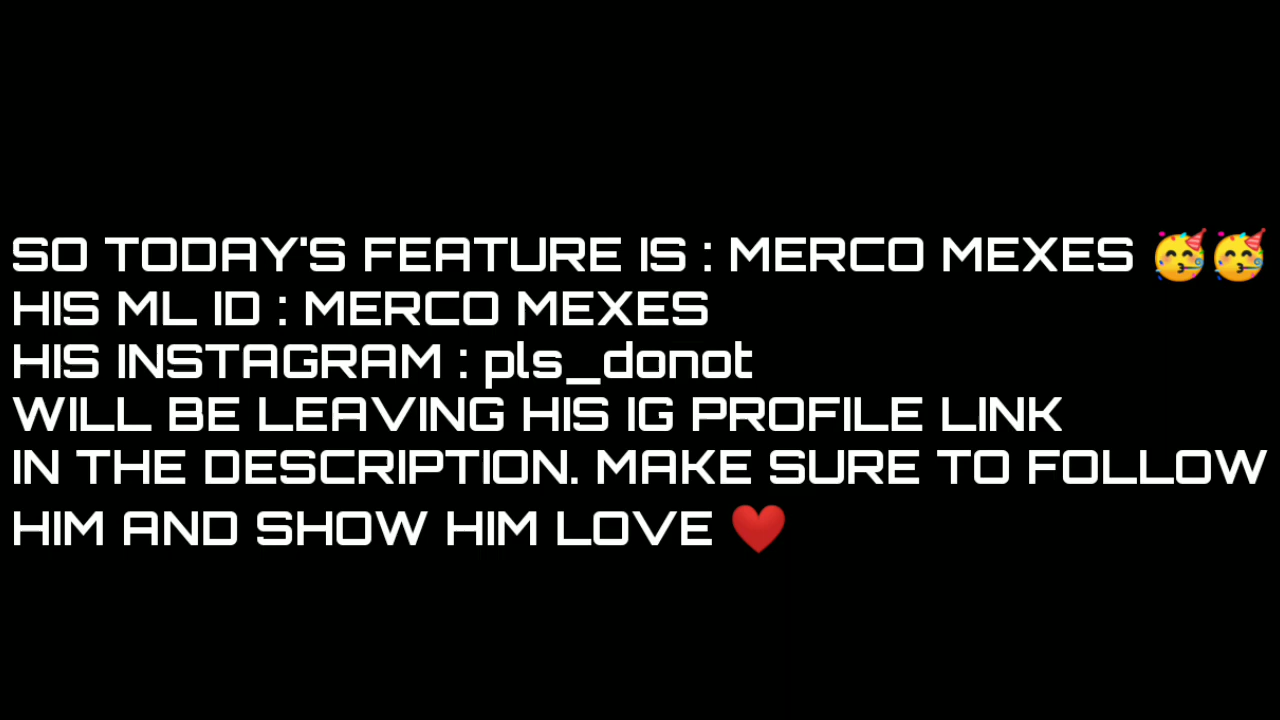 SO TODAY'S FEATURE IS : MERCO MEXES 🥳🥳
HIS ML ID : MERCO MEXES
HIS INSTAGRAM : pls_donot
WILL BE LEAVING HIS IG PROFILE LINK
IN THE DESCRIPTION. MAKE SURE TO FOLLOW
HIM AND SHOW HIM LOVE ❤️